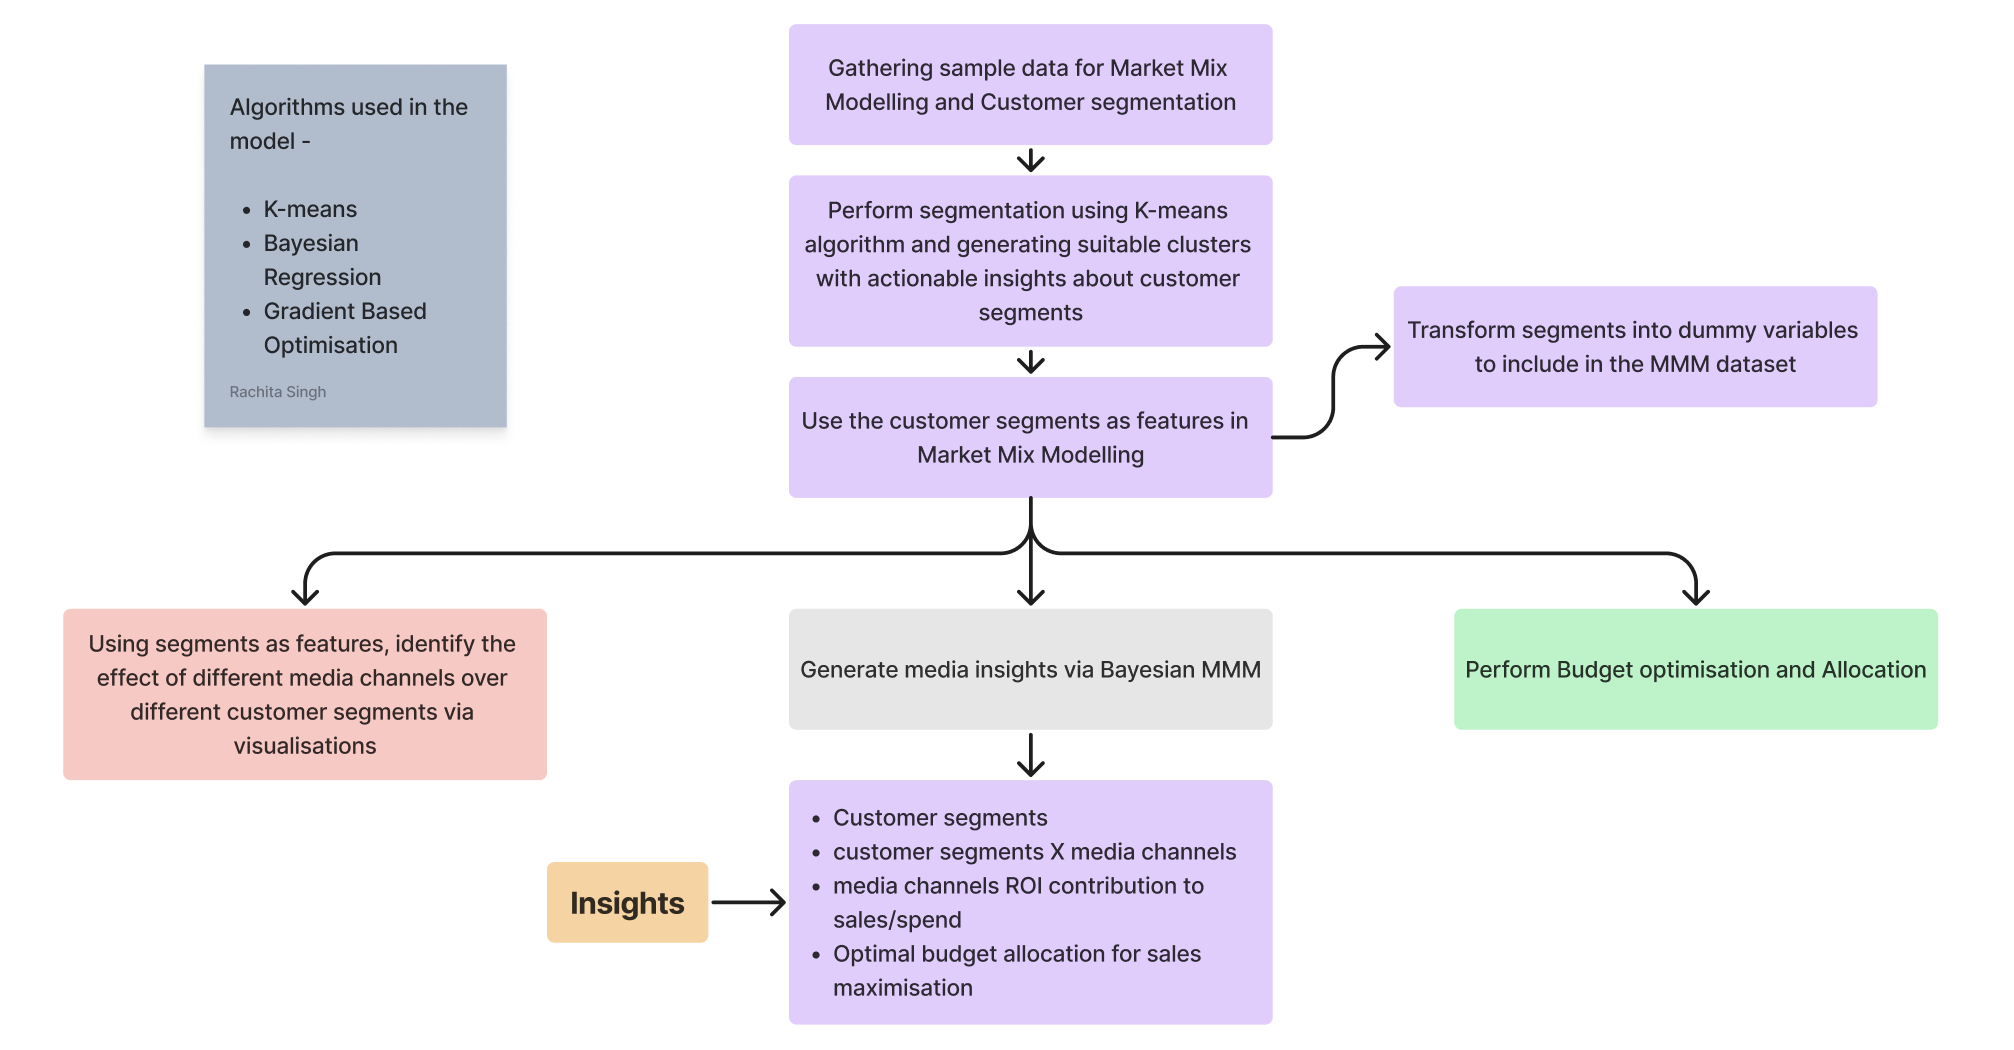 Algorithms used in the
model -
• K-means
• Bayesian
Regression
• Gradient Based
Optimisation
Rachita Singh
Gathering sample data for Market Mix
Modelling and Customer segmentation
Perform segmentation using K-means
algorithm and generating suitable clusters
with actionable insights about customer
segments
Use the customer segments as features in
Market Mix Modelling
Transform segments into dummy variables
to include in the MMM dataset
Using segments as features, identify the
effect of different media channels over
different customer segments via
visualisations
Generate media insights via Bayesian MMM
Perform Budget optimisation and Allocation
Insights
• Customer segments
• customer segments X media channels
• media channels ROI contribution to
sales/spend
• Optimal budget allocation for sales
maximisation